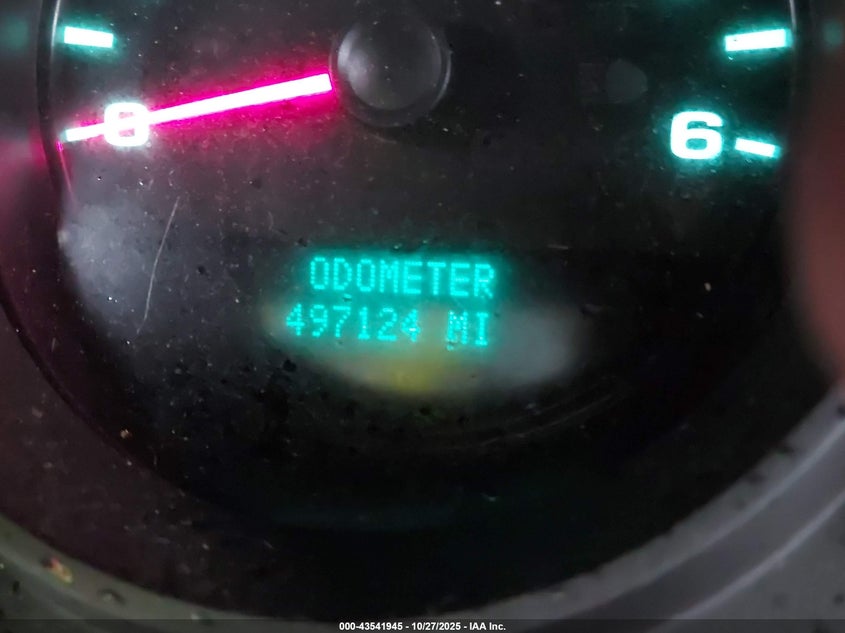 0
6
ODOMETER
497124 MI
000-43541945 - 10/27/2025 - IAA Inc.